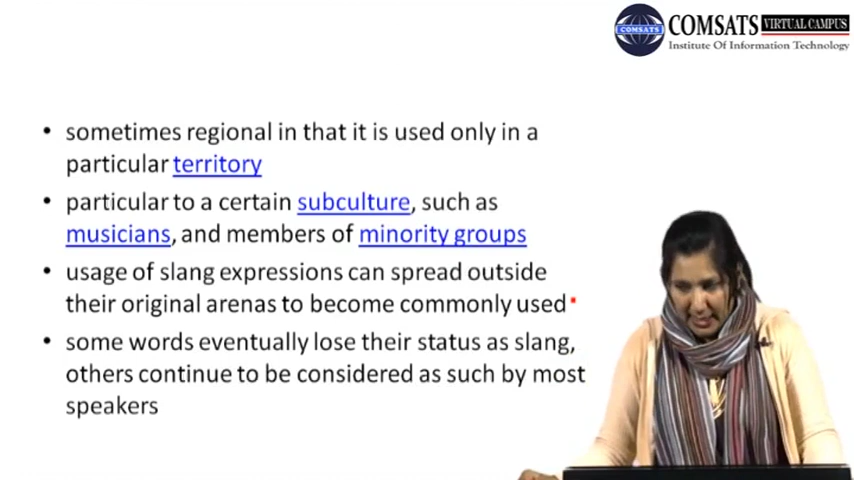 COMSATS VIRTUAL CAMPUS
COMSATS
Institute Of Information Technology
• sometimes regional in that it is used only in a
particular territory
• particular to a certain subculture, such as
musicians, and members of minority groups
• usage of slang expressions can spread outside
their original arenas to become commonly used
• some words eventually lose their status as slang,
others continue to be considered as such by most
speakers